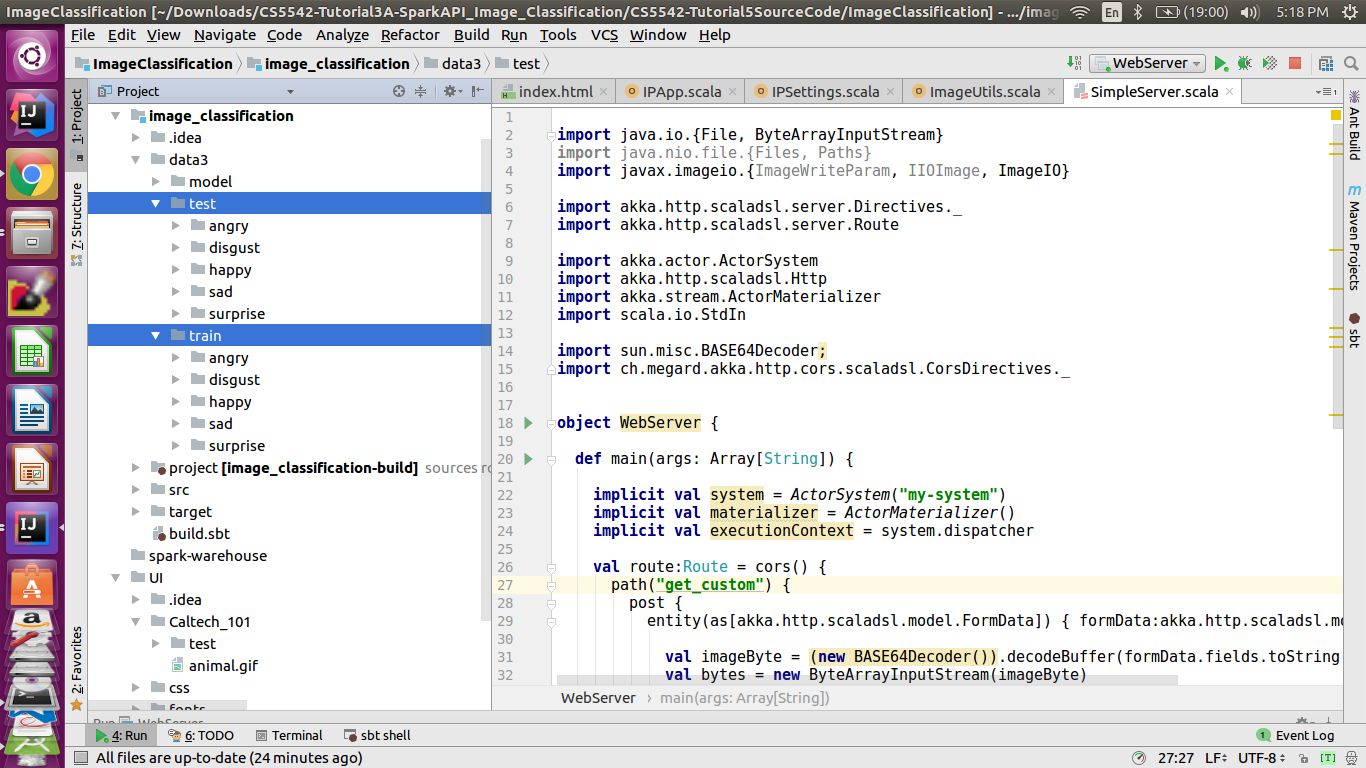 ImageClassification [~/Downloads/CS5542-Tutorial3A-SparkAPI_Image_Classification/CS5542-Tutorial5SourceCode/ImageClassification] - .../imag
En
(19:00)
5:18 PM
File Edit View Navigate Code Analyze Refactor Build Run Tools VCS Window Help
ImageClassification image_classification data3 test
WebServer
Project
index.html IPApp.scala IPSettings.scala ImageUtils.scala SimpleServer.scala
1: Project
7: Structure
2: Favorites
image_classification
.idea
data3
model
test
angry
disgust
happy
sad
surprise
train
angry
disgust
happy
sad
surprise
project [image_classification-build] sources ro
src
target
build.sbt
spark-warehouse
UI
.idea
Caltech_101
test
animal.gif
css
fonts
1
2 import java.io.{File, ByteArrayInputStream}
3 import java.nio.file.{Files, Paths}
4 import javax.imageio.{ImageWriteParam, IIOImage, ImageIO}
5
6 import akka.http.scaladsl.server.Directives._
7 import akka.http.scaladsl.server.Route
8
9 import akka.actor.ActorSystem
10 import akka.http.scaladsl.Http
11 import akka.stream.ActorMaterializer
12 import scala.io.StdIn
13
14 import sun.misc.BASE64Decoder;
15 import ch.megard.akka.http.cors.scaladsl.CorsDirectives._
16
17
18 object WebServer {
19
20 def main(args: Array[String]) {
21
22 implicit val system = ActorSystem("my-system")
23 implicit val materializer = ActorMaterializer()
24 implicit val executionContext = system.dispatcher
25
26 val route:Route = cors() {
27 path("get_custom") {
28 post {
29 entity(as[akka.http.scaladsl.model.FormData]) { formData:akka.http.scaladsl.mo
30
31 val imageByte = (new BASE64Decoder()).decodeBuffer(formData.fields.toString
32 val bytes = new ByteArrayInputStream(imageByte)
WebServer main(args: Array[String])
Ant Build
Maven Projects
sbt
Run WebServer
4: Run 6: TODO Terminal sbt shell
1 Event Log
All files are up-to-date (24 minutes ago)
27:27 LF UTF-8 [T]